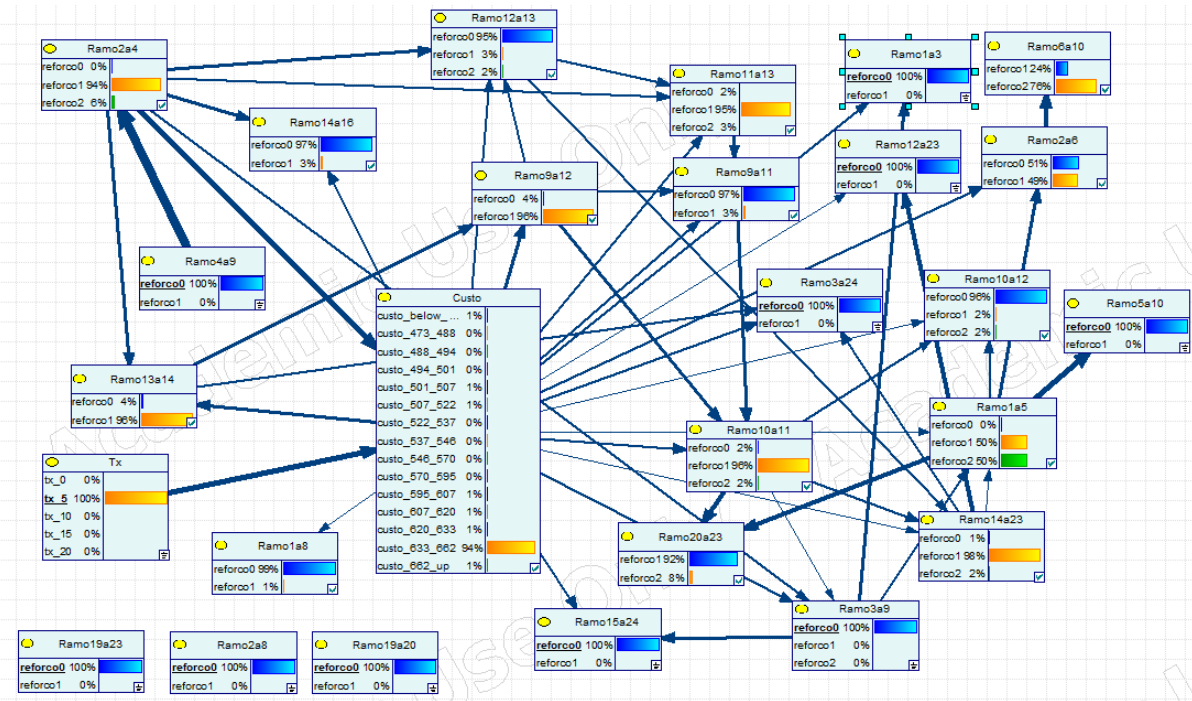 Ramo2a4
reforco0 0%
reforco1 94%
reforco2 6%
Ramo12a13
reforco0 95%
reforco1 3%
reforco2 2%
Ramo1a3
reforco0 100%
reforco1 0%
Ramo6a10
reforco1 24%
reforco2 76%
Ramo11a13
reforco0 2%
reforco1 95%
reforco2 3%
Ramo14a16
reforco0 97%
reforco1 3%
Ramo12a23
reforco0 100%
reforco1 0%
Ramo2a6
reforco0 51%
reforco1 49%
Ramo9a12
reforco0 4%
reforco1 96%
Ramo9a11
reforco0 97%
reforco1 3%
Ramo4a9
reforco0 100%
reforco1 0%
Custo
custo_below_... 1%
custo_473_488 0%
custo_488_494 0%
custo_494_501 0%
custo_501_507 1%
custo_507_522 1%
custo_522_537 0%
custo_537_546 0%
custo_546_570 0%
custo_570_595 0%
custo_595_607 1%
custo_607_620 1%
custo_620_633 1%
custo_633_662 94%
custo_662_up 1%
Ramo3a24
reforco0 100%
reforco1 0%
Ramo10a12
reforco0 96%
reforco1 2%
reforco2 2%
Ramo5a10
reforco0 100%
reforco1 0%
Ramo13a14
reforco0 4%
reforco1 96%
Ramo10a11
reforco0 2%
reforco1 96%
reforco2 2%
Ramo1a5
reforco0 0%
reforco1 50%
reforco2 50%
Tx
tx_0 0%
tx_5 100%
tx_10 0%
tx_15 0%
tx_20 0%
Ramo1a8
reforco0 99%
reforco1 1%
Ramo20a23
reforco1 92%
reforco2 8%
Ramo14a23
reforco0 1%
reforco1 98%
reforco2 2%
Ramo15a24
reforco0 100%
reforco1 0%
Ramo3a9
reforco0 100%
reforco1 0%
reforco2 0%
Ramo19a23
reforco0 100%
reforco1 0%
Ramo2a8
reforco0 100%
reforco1 0%
Ramo19a20
reforco0 100%
reforco1 0%
Academic Use Only